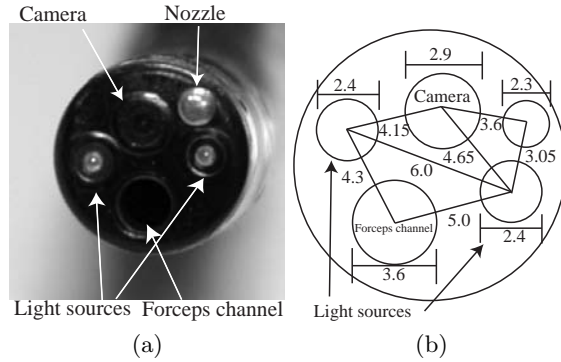 Camera
Nozzle
Light sources
Forceps channel
(a)
2.9
2.4
2.3
Camera
4.15
3.6
4.65
3.05
4.3
6.0
Forceps channel
5.0
2.4
3.6
Light sources
(b)